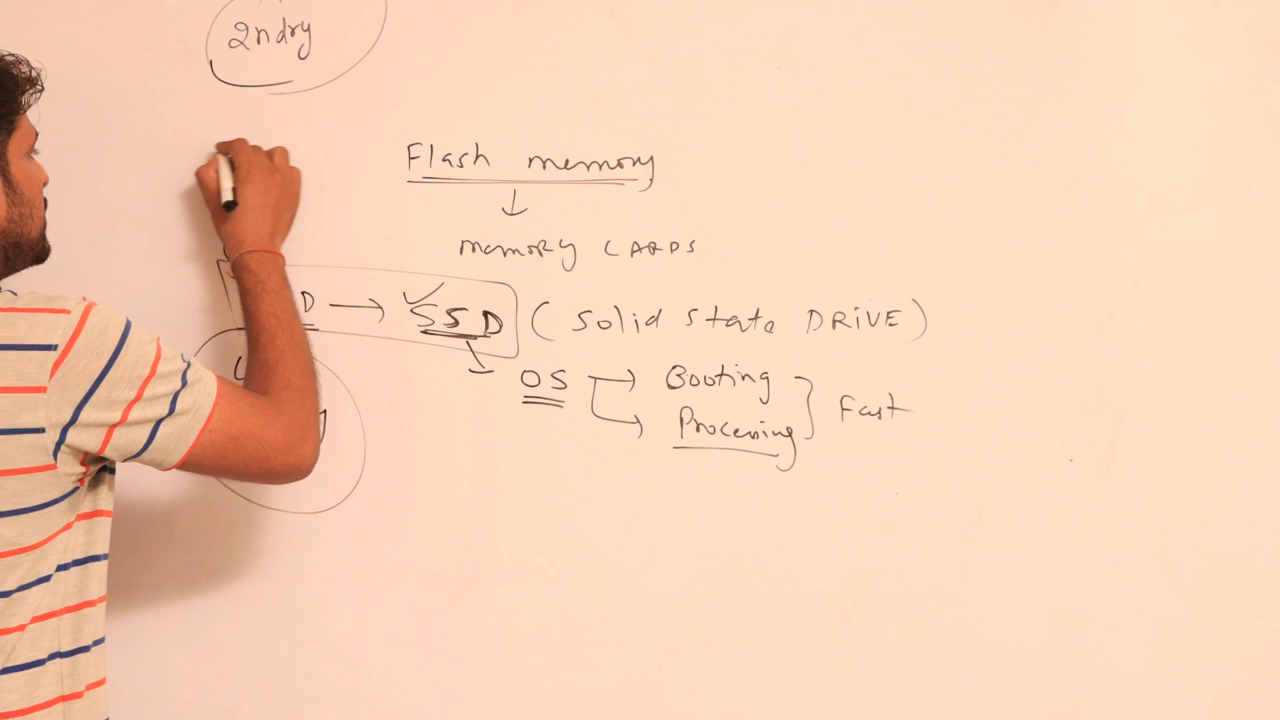 2ndry
Flash memory
↓
memory CARDS
D → SSD (Solid State DRIVE)
OS → Booting
→ Processing } Fast